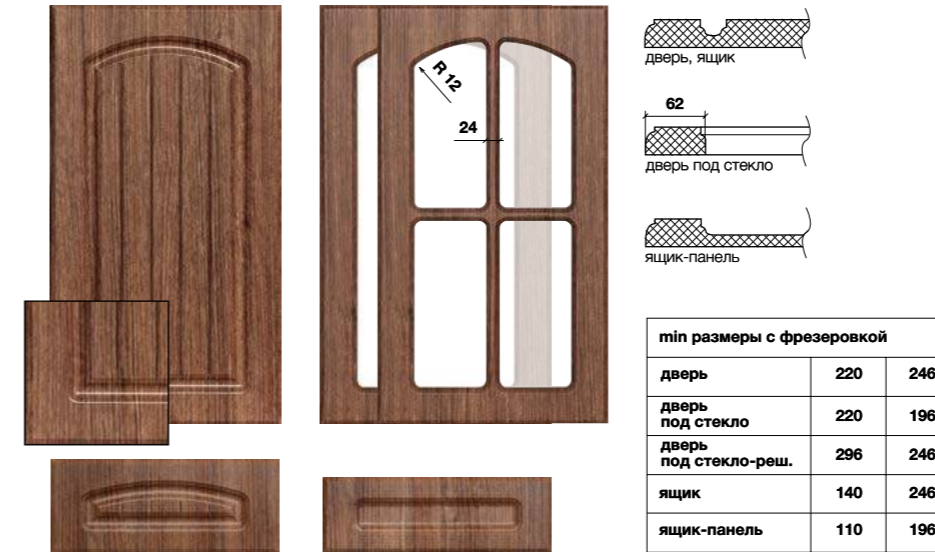 R 12
24
дверь, ящик
62
дверь под стекло
ящик-панель
min размеры с фрезеровкой
дверь 220 246
дверь
под стекло 220 196
дверь
под стекло-реш. 296 246
ящик 140 246
ящик-панель 110 196